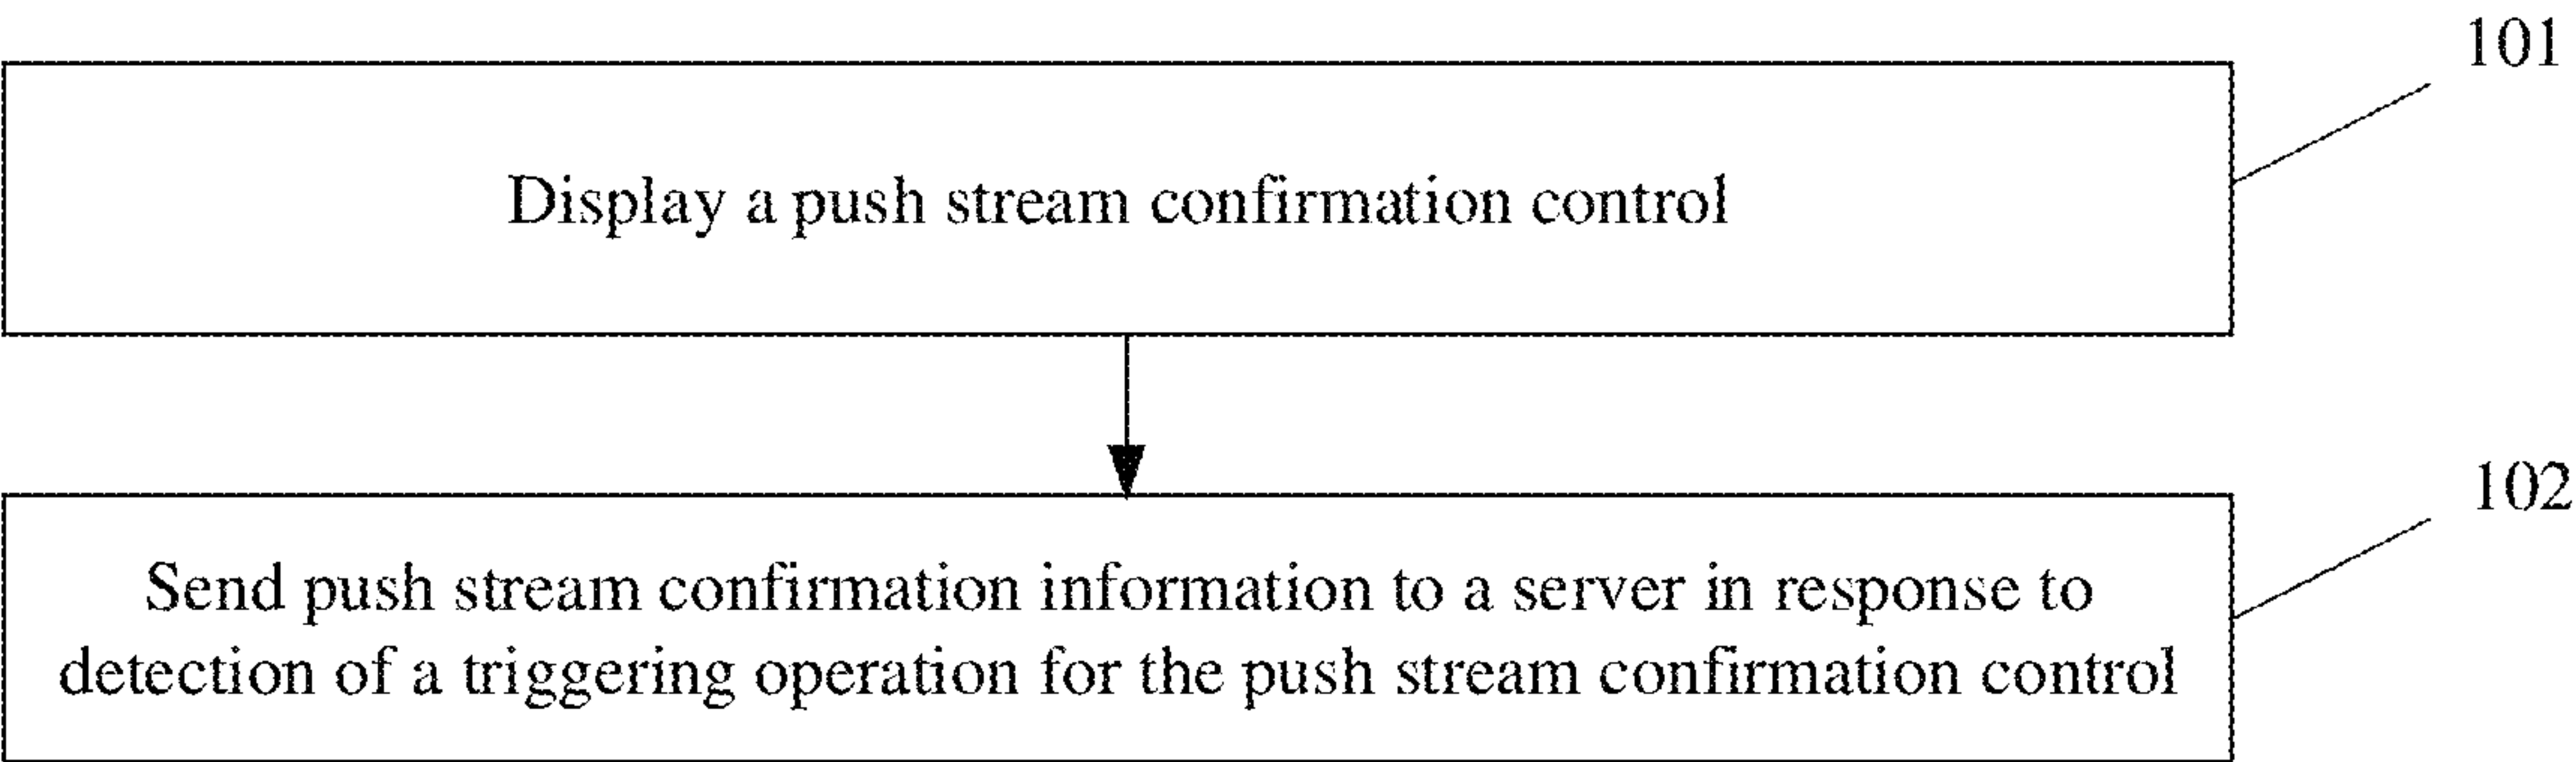 101
Display a push stream confirmation control
102
Send push stream confirmation information to a server in response to
detection of a triggering operation for the push stream confirmation control